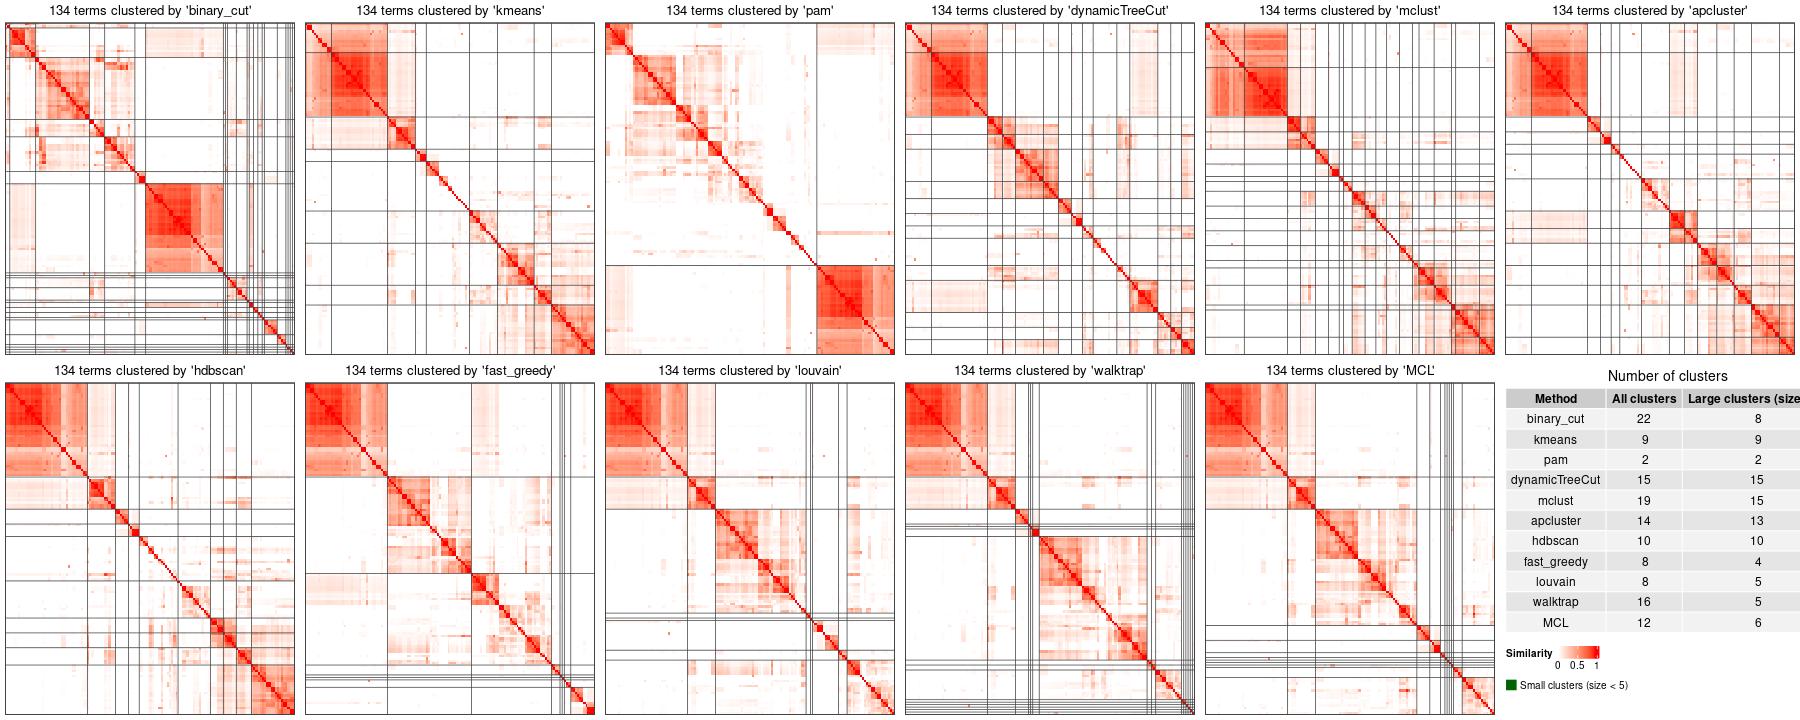 134 terms clustered by 'binary_cut'
134 terms clustered by 'kmeans'
134 terms clustered by 'pam'
134 terms clustered by 'dynamicTreeCut'
134 terms clustered by 'mclust'
134 terms clustered by 'apcluster'
134 terms clustered by 'hdbscan'
134 terms clustered by 'fast_greedy'
134 terms clustered by 'louvain'
134 terms clustered by 'walktrap'
134 terms clustered by 'MCL'
Number of clusters
Method All clusters Large clusters (size
binary_cut 22 8
kmeans 9 9
pam 2 2
dynamicTreeCut 15 15
mclust 19 15
apcluster 14 13
hdbscan 10 10
fast_greedy 8 4
louvain 8 5
walktrap 16 5
MCL 12 6
Similarity
0 0.5 1
Small clusters (size < 5)